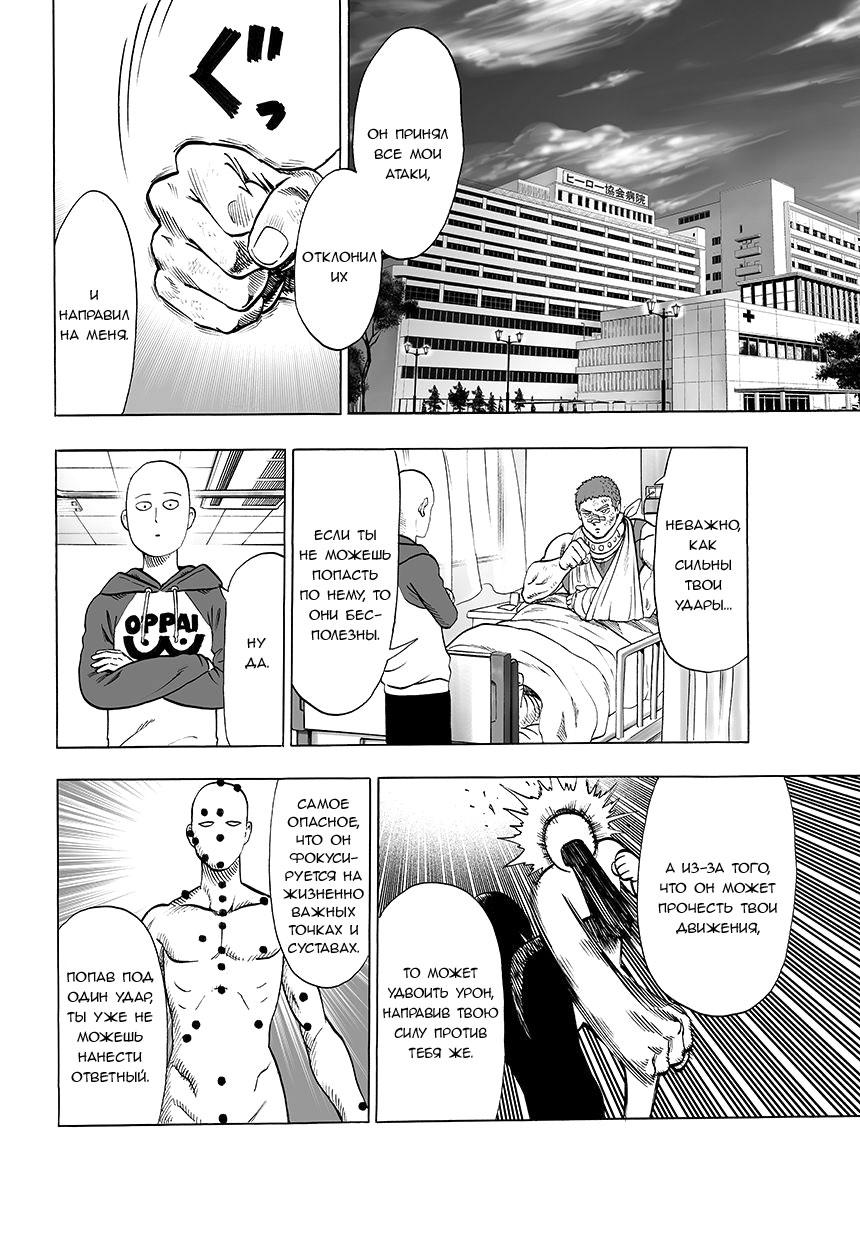 ヒーロー協会病院
ОН ПРИНЯЛ
ВСЕ МОИ
АТАКИ,
ОТКЛОНИЛ
ИХ
ぐっ
И
НАПРАВИЛ
НА МЕНЯ.
НЕВАЖНО,
КАК
СИЛЬНЫ
ТВОИ
УДАРЫ...
ЕСЛИ ТЫ
НЕ МОЖЕШЬ
ПОПАСТЬ
ПО НЕМУ, ТО
ОНИ БЕС-
ПОЛЕЗНЫ.
НУ
ДА.
OPPAI
А ИЗ-ЗА ТОГО,
ЧТО ОН МОЖЕТ
ПРОЧЕСТЬ ТВОИ
ДВИЖЕНИЯ,
ТО МОЖЕТ
УДВОИТЬ УРОН,
НАПРАВИВ ТВОЮ
СИЛУ ПРОТИВ
ТЕБЯ ЖЕ.
САМОЕ
ОПАСНОЕ,
ЧТО ОН
ФОКУСИ-
РУЕТСЯ НА
ЖИЗНЕННО
ВАЖНЫХ
ТОЧКАХ И
СУСТАВАХ.
ПОПАВ ПОД
ОДИН УДАР,
ТЫ УЖЕ НЕ
МОЖЕШЬ
НАНЕСТИ
ОТВЕТНЫЙ.